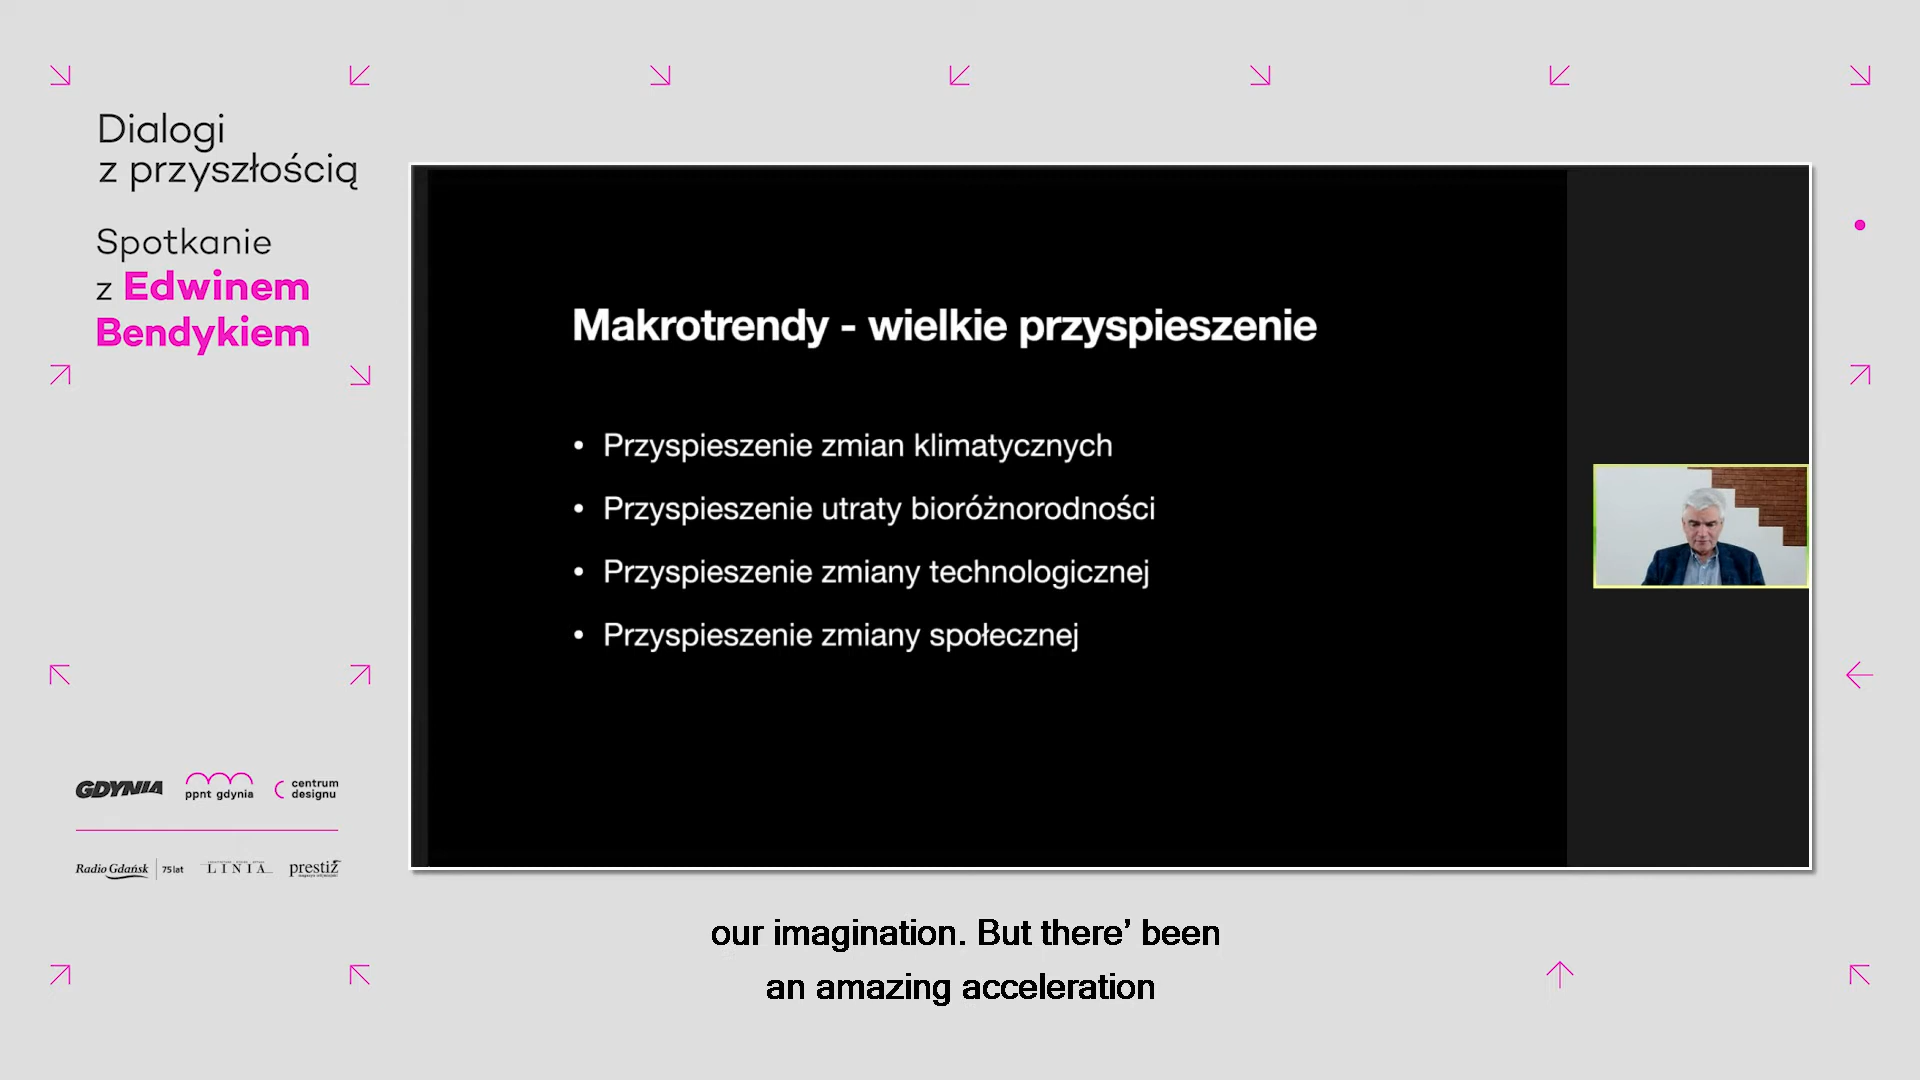 Dialogi
z przyszłością
Spotkanie
z Edwinem
Bendykiem
Makrotrendy - wielkie przyspieszenie
• Przyspieszenie zmian klimatycznych
• Przyspieszenie utraty bioróżnorodności
• Przyspieszenie zmiany technologicznej
• Przyspieszenie zmiany społecznej
GDYNIA
ppnt gdynia
centrum
designu
Radio Gdańsk 75 lat
LINIA
prestiż
our imagination. But there’ been
an amazing acceleration